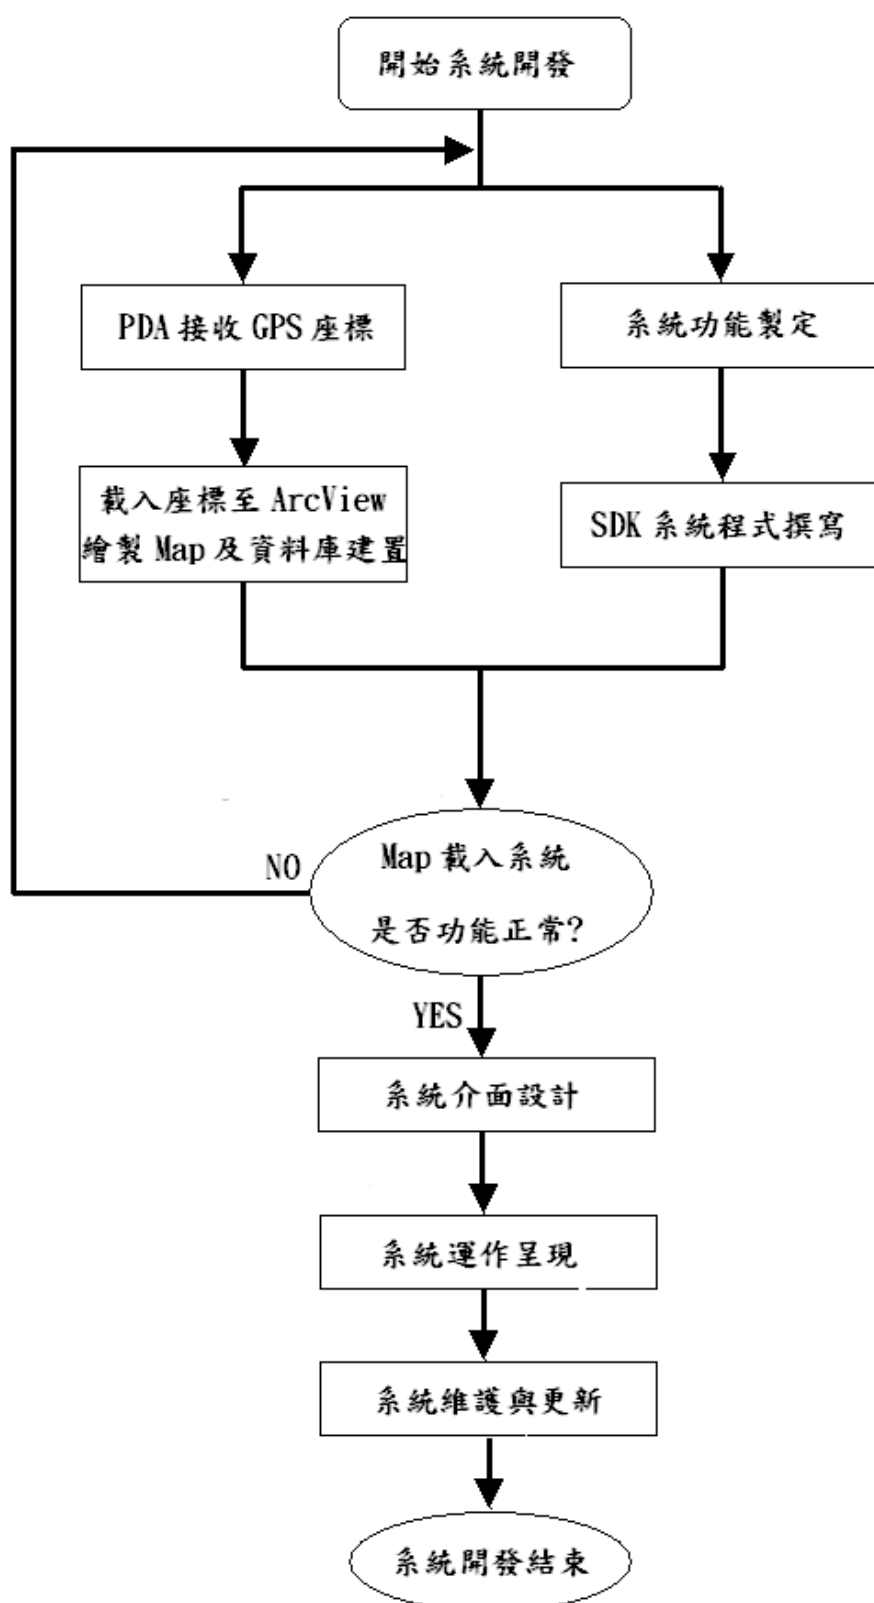 開始系統開發
PDA 接收 GPS 座標
系統功能製定
載入座標至 ArcView
繪製 Map 及資料庫建置
SDK 系統程式撰寫
Map 載入系統
是否功能正常?
NO
YES
系統介面設計
系統運作呈現
系統維護與更新
系統開發結束